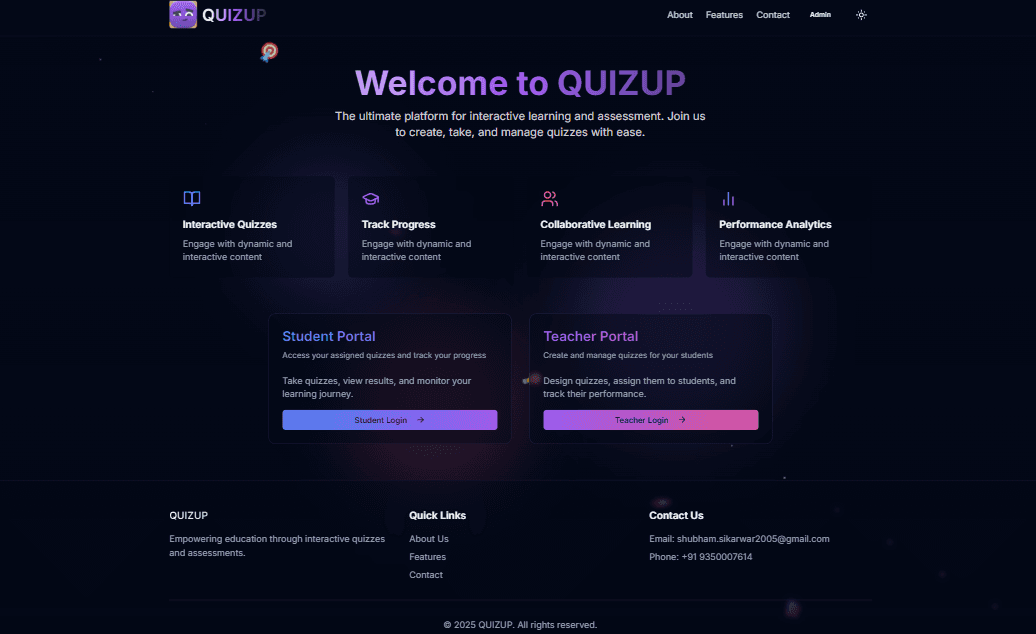 QUIZUP
About Features Contact Admin
Welcome to QUIZUP
The ultimate platform for interactive learning and assessment. Join us
to create, take, and manage quizzes with ease.
Interactive Quizzes
Engage with dynamic and
interactive content
Track Progress
Engage with dynamic and
interactive content
Collaborative Learning
Engage with dynamic and
interactive content
Performance Analytics
Engage with dynamic and
interactive content
Student Portal
Access your assigned quizzes and track your progress
Take quizzes, view results, and monitor your
learning journey.
Student Login →
Teacher Portal
Create and manage quizzes for your students
Design quizzes, assign them to students, and
track their performance.
Teacher Login →
QUIZUP
Empowering education through interactive quizzes
and assessments.
Quick Links
About Us
Features
Contact
Contact Us
Email: shubham.sikarwar2005@gmail.com
Phone: +91 9350007614
© 2025 QUIZUP. All rights reserved.